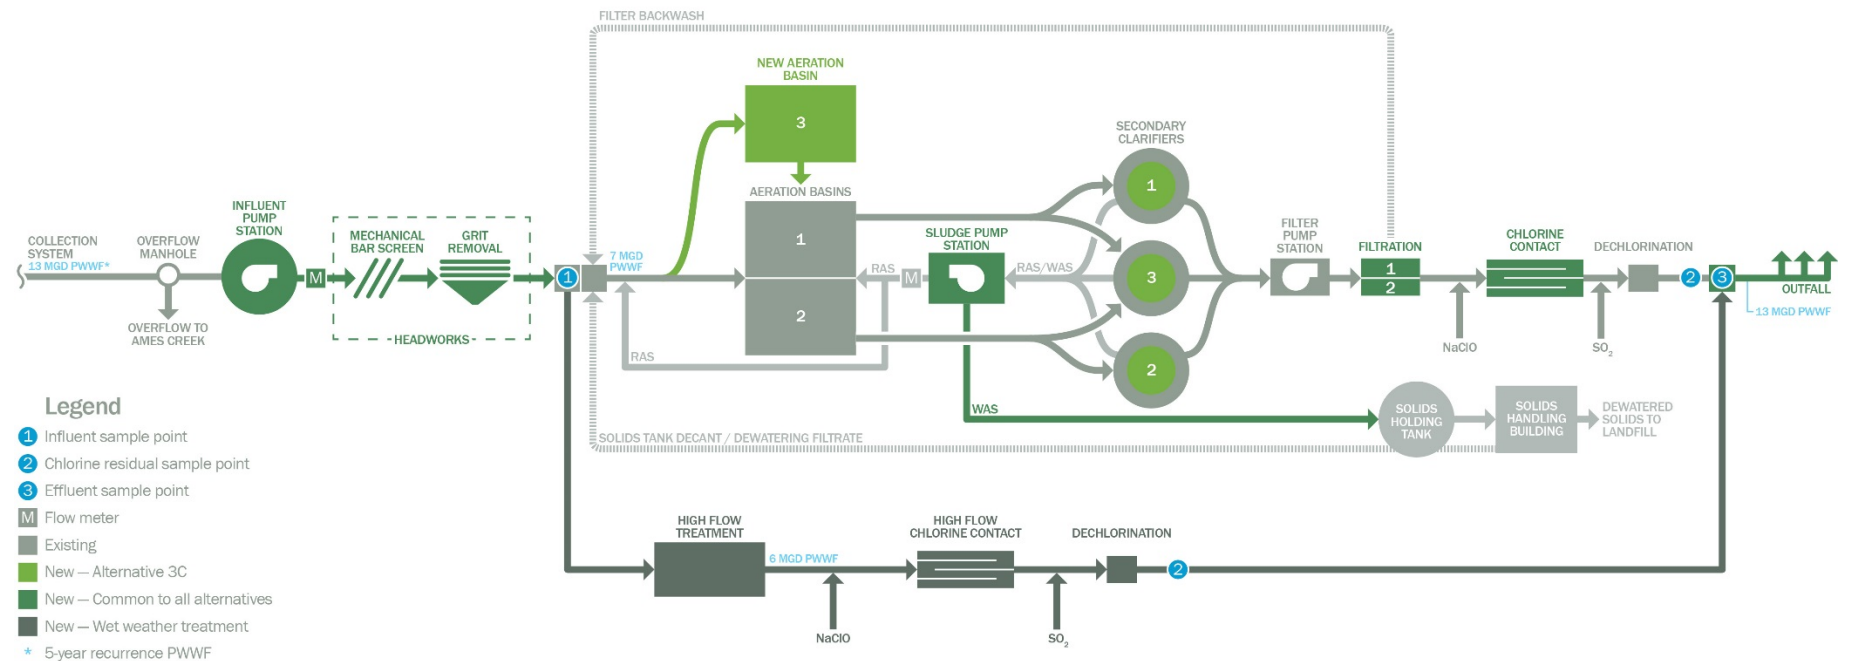 FILTER BACKWASH
NEW AERATION
BASIN
3
SECONDARY
CLARIFIERS
1
AERATION BASINS
INFLUENT
PUMP
STATION
MECHANICAL
BAR SCREEN
GRIT
REMOVAL
HEADWORKS
COLLECTION
SYSTEM
13 MGD PWWF*
OVERFLOW
MANHOLE
OVERFLOW TO
AMES CREEK
M
1
7 MGD
PWWF
1
2
RAS
M
RAS
SLUDGE PUMP
STATION
RAS/WAS
3
2
FILTER
PUMP
STATION
FILTRATION
1
2
CHLORINE
CONTACT
DECHLORINATION
NaClO
SO2
2
3
OUTFALL
13 MGD PWWF
WAS
SOLIDS
HOLDING
TANK
SOLIDS
HANDLING
BUILDING
DEWATERED
SOLIDS TO
LANDFILL
SOLIDS TANK DECANT / DEWATERING FILTRATE
HIGH FLOW
TREATMENT
6 MGD PWWF
HIGH FLOW
CHLORINE CONTACT
DECHLORINATION
2
NaClO
SO2
Legend
1 Influent sample point
2 Chlorine residual sample point
3 Effluent sample point
M Flow meter
Existing
New — Alternative 3C
New — Common to all alternatives
New — Wet weather treatment
* 5-year recurrence PWWF